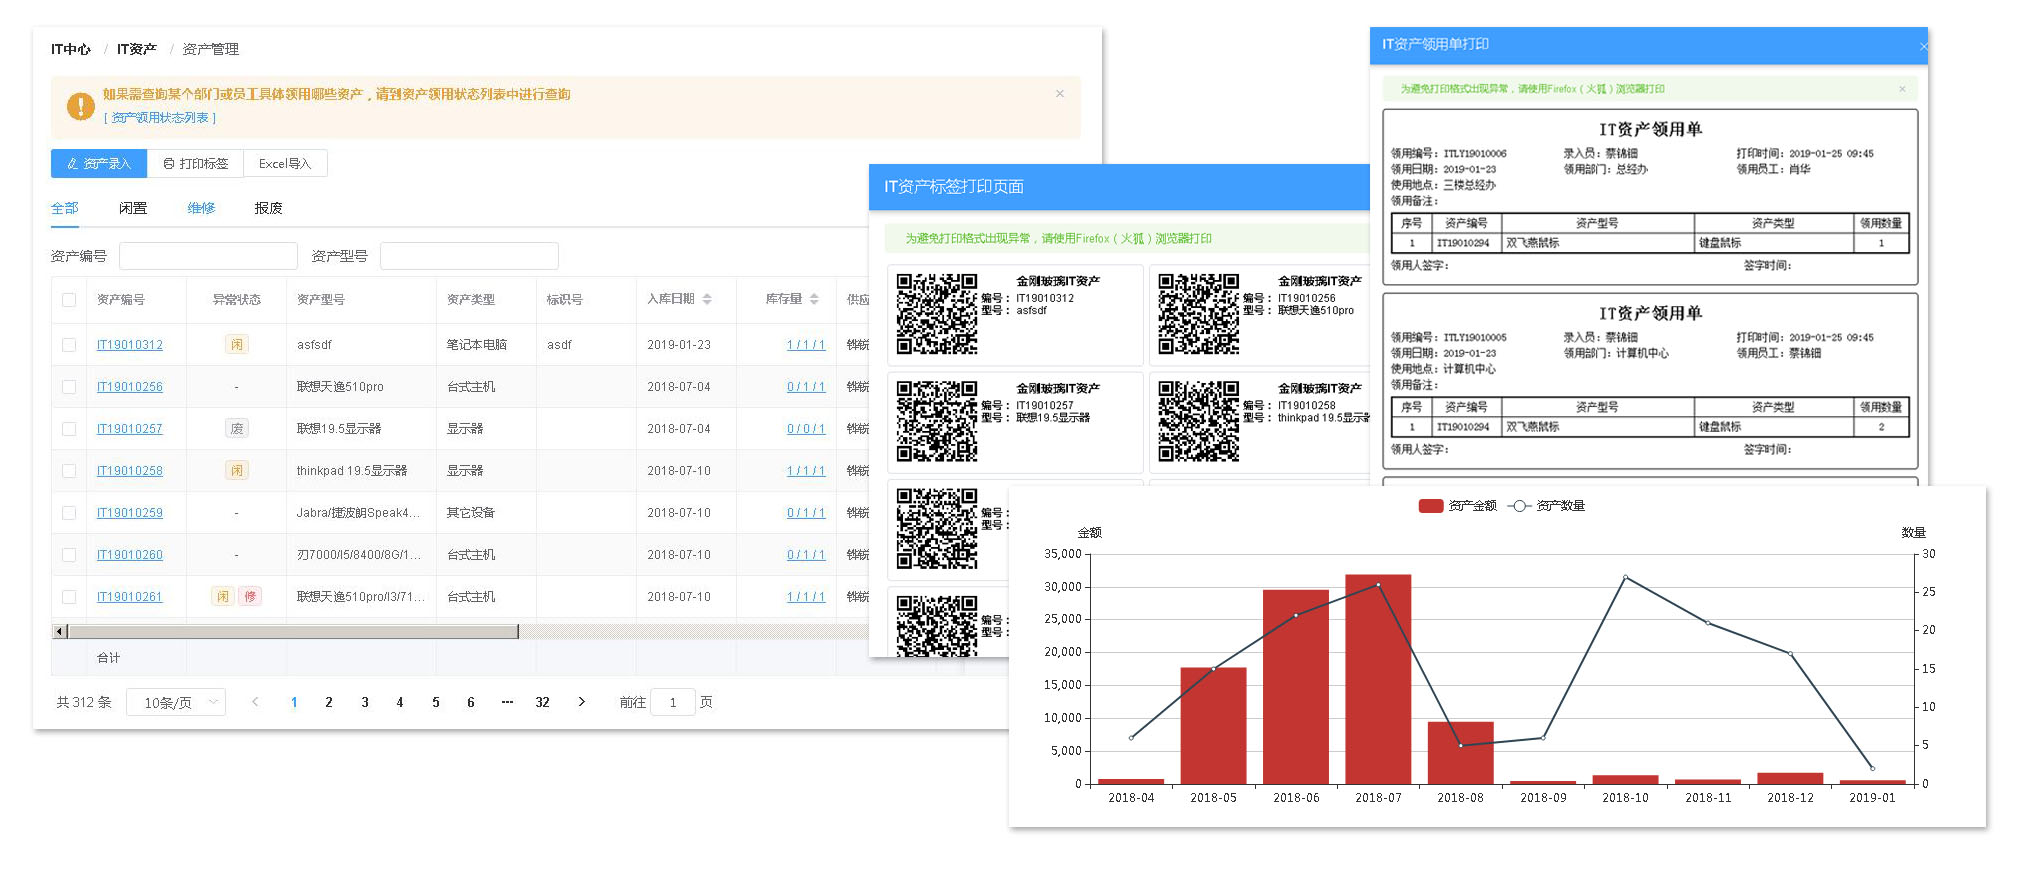 IT中心 / IT资产 / 资产管理
如果需查询某个部门或员工具体领用哪些资产，请到资产领用状态列表中进行查询
[ 资产领用状态列表 ]
资产录入 打印标签 Excel导入
全部 闲置 维修 报废
资产编号 资产型号
资产编号 异常状态 资产型号 资产类型 标识号 入库日期 库存量 供应
IT19010312 闲 asfsdf 笔记本电脑 asdf 2019-01-23 1/1/1
IT19010256 - 联想天逸510pro 台式主机 2018-07-04 0/1/1
IT19010257 废 联想19.5显示器 显示器 2018-07-04 0/0/1
IT19010258 闲 thinkpad 19.5显示器 显示器 2018-07-10 1/1/1
IT19010259 - Jabra/捷波朗Speak4... 其它设备 2018-07-10 0/1/1
IT19010260 - 刃7000/I5/8400/8G/1... 台式主机 2018-07-10 0/1/1
IT19010261 闲 修 联想天逸510pro/I3/71... 台式主机 2018-07-10 1/1/1
合计
共 312 条 10条/页 < 1 2 3 4 5 6 ··· 32 > 前往 1 页
IT资产标签打印页面
为避免打印格式出现异常，请使用Firefox（火狐）浏览器打印
金刚玻璃IT资产
编号： IT19010312
型号： asfsdf
金刚玻璃IT资产
编号： IT19010256
型号： 联想天逸510pro
金刚玻璃IT资产
编号： IT19010257
型号： 联想19.5显示器
金刚玻璃IT资产
编号： IT19010258
型号： thinkpad 19.5显示器
编号：
型号：
编号：
型号：
IT资产领用单打印
为避免打印格式出现异常，请使用Firefox（火狐）浏览器打印
IT资产领用单
领用编号：ITLY19010006 录入员：蔡锦钿 打印时间：2019-01-25 09:45
领用日期：2019-01-23 领用部门：总经办 领用员工：肖华
使用地点：三楼总经办
领用备注：
序号 资产编号 资产型号 资产类型 领用数量
1 IT19010294 双飞燕鼠标 键盘鼠标 1
领用人签字： 签字时间：
IT资产领用单
领用编号：ITLY19010005 录入员：蔡锦钿 打印时间：2019-01-25 09:45
领用日期：2019-01-23 领用部门：计算机中心 领用员工：蔡锦钿
使用地点：计算机中心
领用备注：
序号 资产编号 资产型号 资产类型 领用数量
1 IT19010294 双飞燕鼠标 键盘鼠标 2
领用人签字： 签字时间：
资产金额 资产数量
金额 数量
35,000 30
30,000 25
25,000 20
20,000 15
15,000 10
10,000 5
5,000 0
0
2018-04 2018-05 2018-06 2018-07 2018-08 2018-09 2018-10 2018-11 2018-12 2019-01